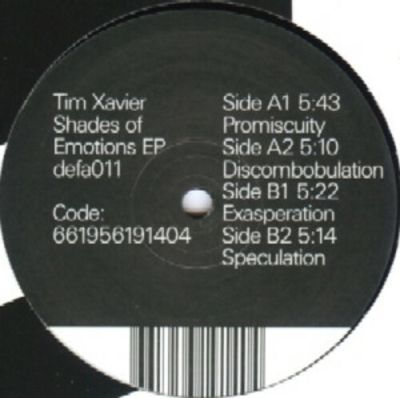 Tim Xavier
Shades of
Emotions EP
defa011
Code:
661956191404
Side A1 5:43
Promiscuity
Side A2 5:10
Discombobulation
Side B1 5:22
Exasperation
Side B2 5:14
Speculation